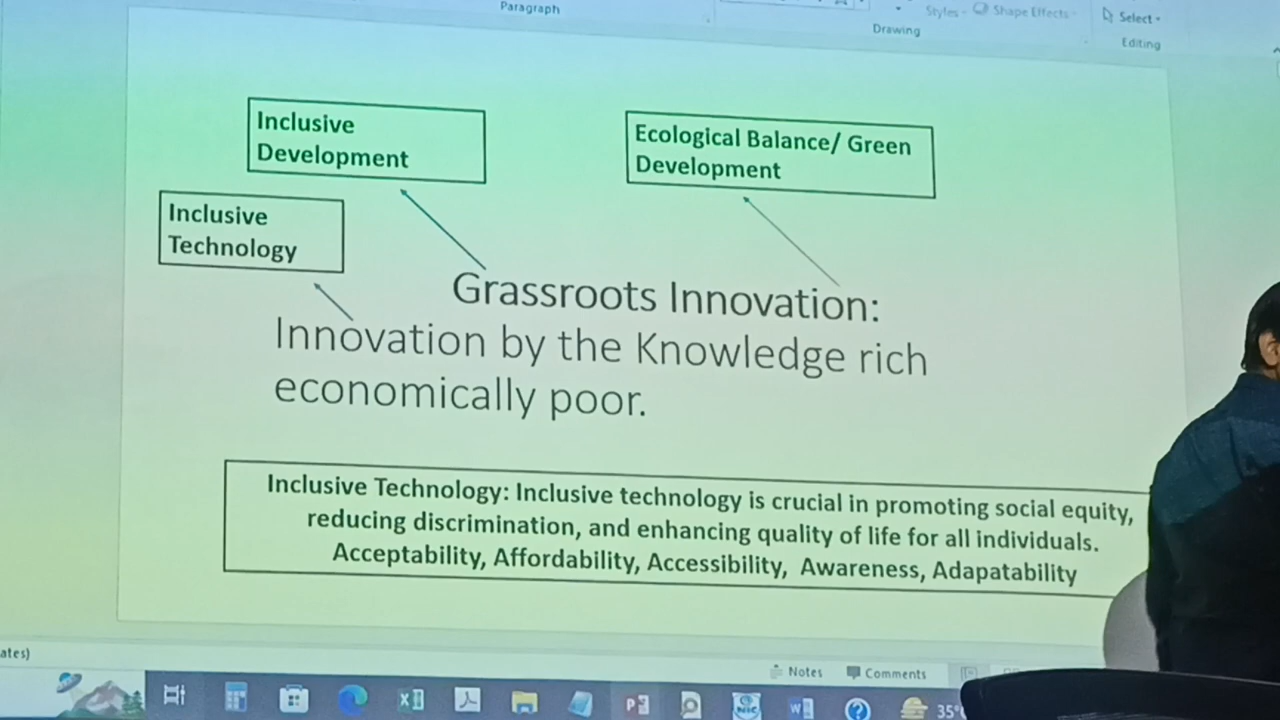 Paragraph
Styles
Shape Effects
Select
Drawing
Editing
Inclusive
Development
Ecological Balance/ Green
Development
Inclusive
Technology
Grassroots Innovation:
Innovation by the Knowledge rich
economically poor.
Inclusive Technology: Inclusive technology is crucial in promoting social equity,
reducing discrimination, and enhancing quality of life for all individuals.
Acceptability, Affordability, Accessibility, Awareness, Adapatability
ates)
Notes
Comments
NIC
35°